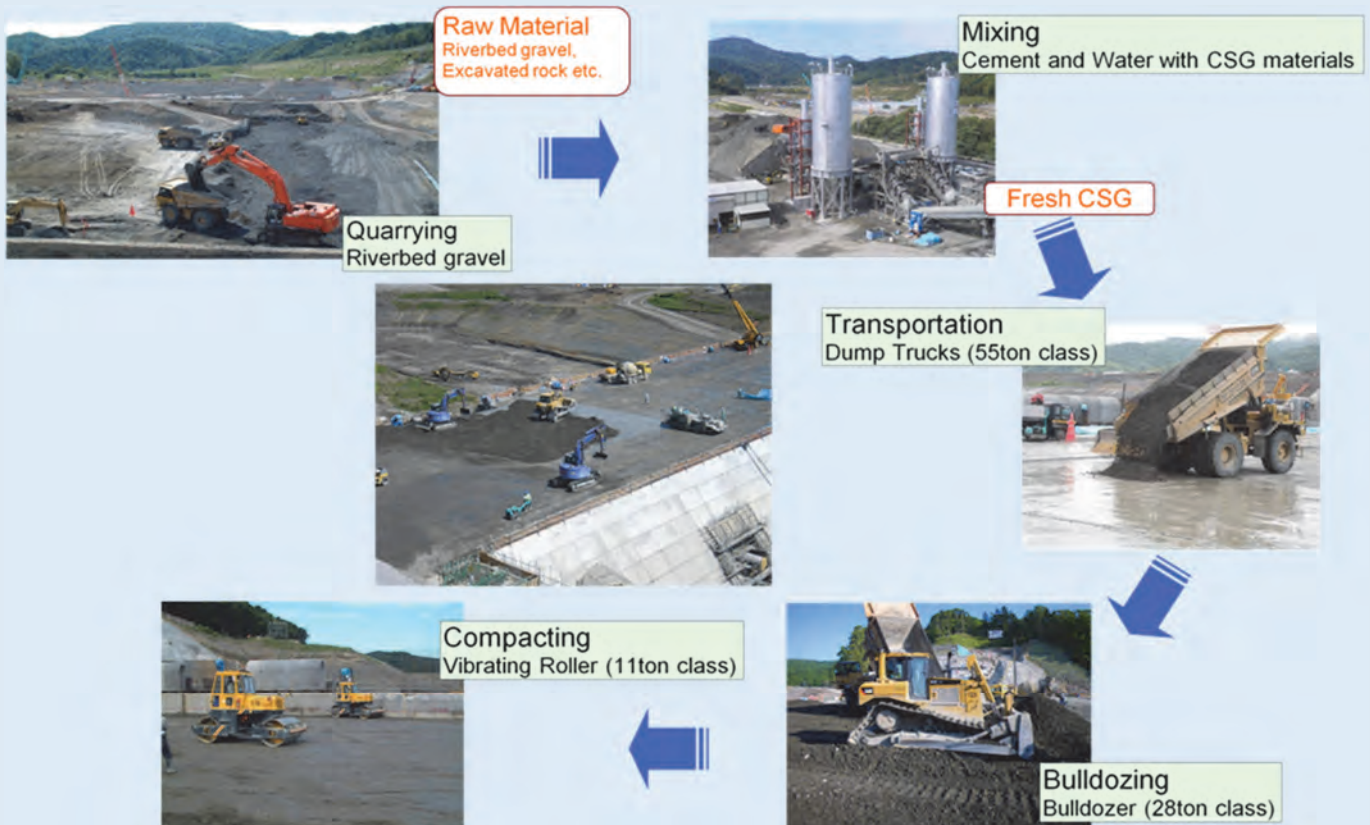 Raw Material
Riverbed gravel,
Excavated rock etc.
Quarrying
Riverbed gravel
Mixing
Cement and Water with CSG materials
Fresh CSG
Transportation
Dump Trucks (55ton class)
Bulldozing
Bulldozer (28ton class)
Compacting
Vibrating Roller (11ton class)